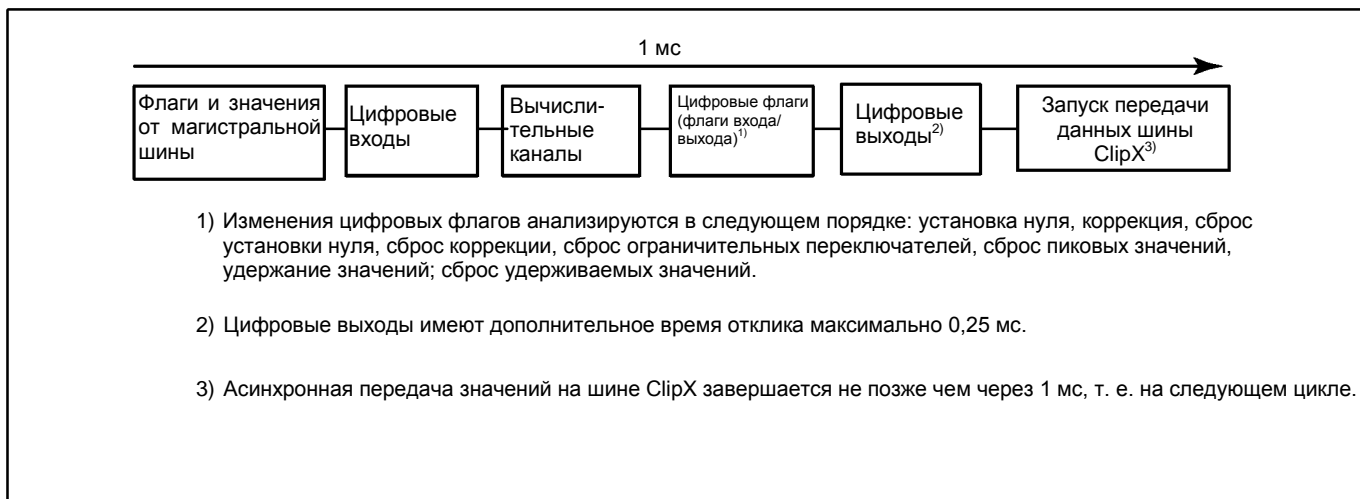 1 мс
Флаги и значения
от магистральной
шины
Цифровые
входы
Вычисли-
тельные
каналы
Цифровые флаги
(флаги входа/
выхода)1)
Цифровые
выходы2)
Запуск передачи
данных шины
ClipX3)
1) Изменения цифровых флагов анализируются в следующем порядке: установка нуля, коррекция, сброс
установки нуля, сброс коррекции, сброс ограничительных переключателей, сброс пиковых значений,
удержание значений; сброс удерживаемых значений.
2) Цифровые выходы имеют дополнительное время отклика максимально 0,25 мс.
3) Асинхронная передача значений на шине ClipX завершается не позже чем через 1 мс, т. е. на следующем цикле.